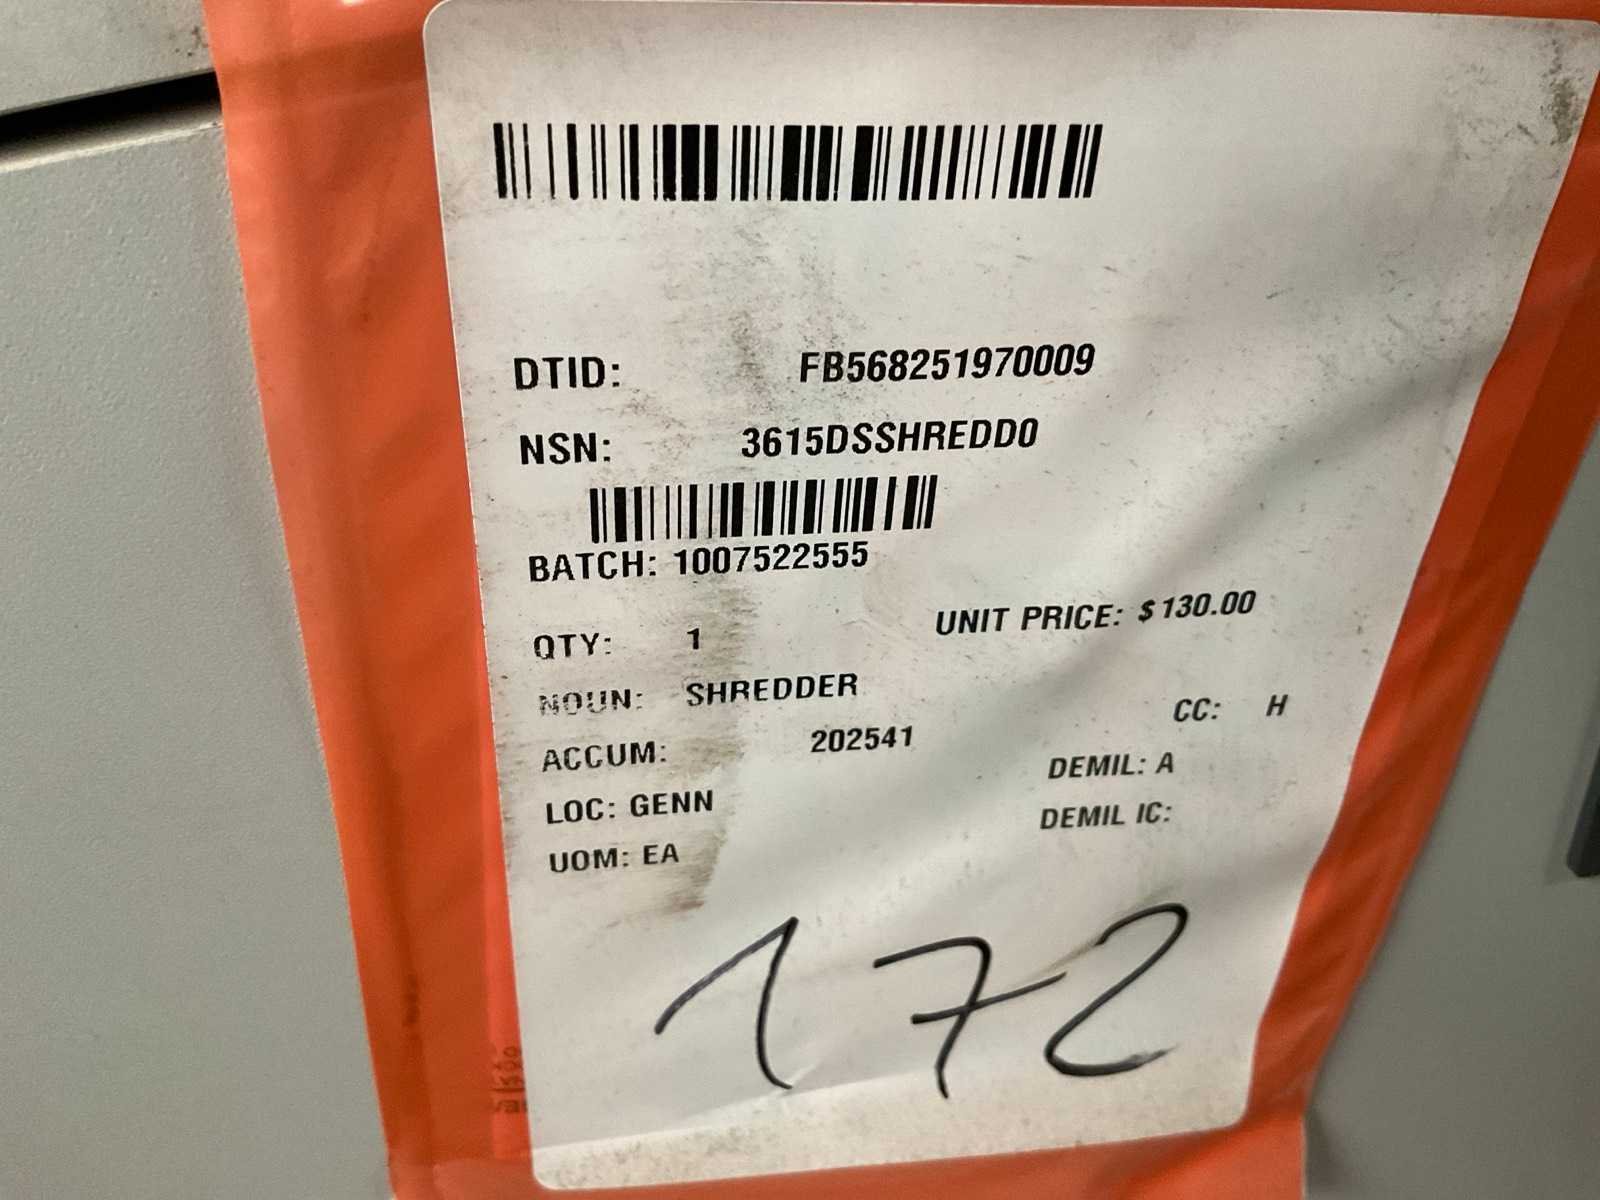 DTID: FB568251970009
NSN: 3615DSSHREDD0
BATCH: 1007522555
QTY: 1 UNIT PRICE: $130.00
NOUN: SHREDDER
CC: H
ACCUM: 202541
DEMIL: A
LOC: GENN
DEMIL IC:
UOM: EA
172